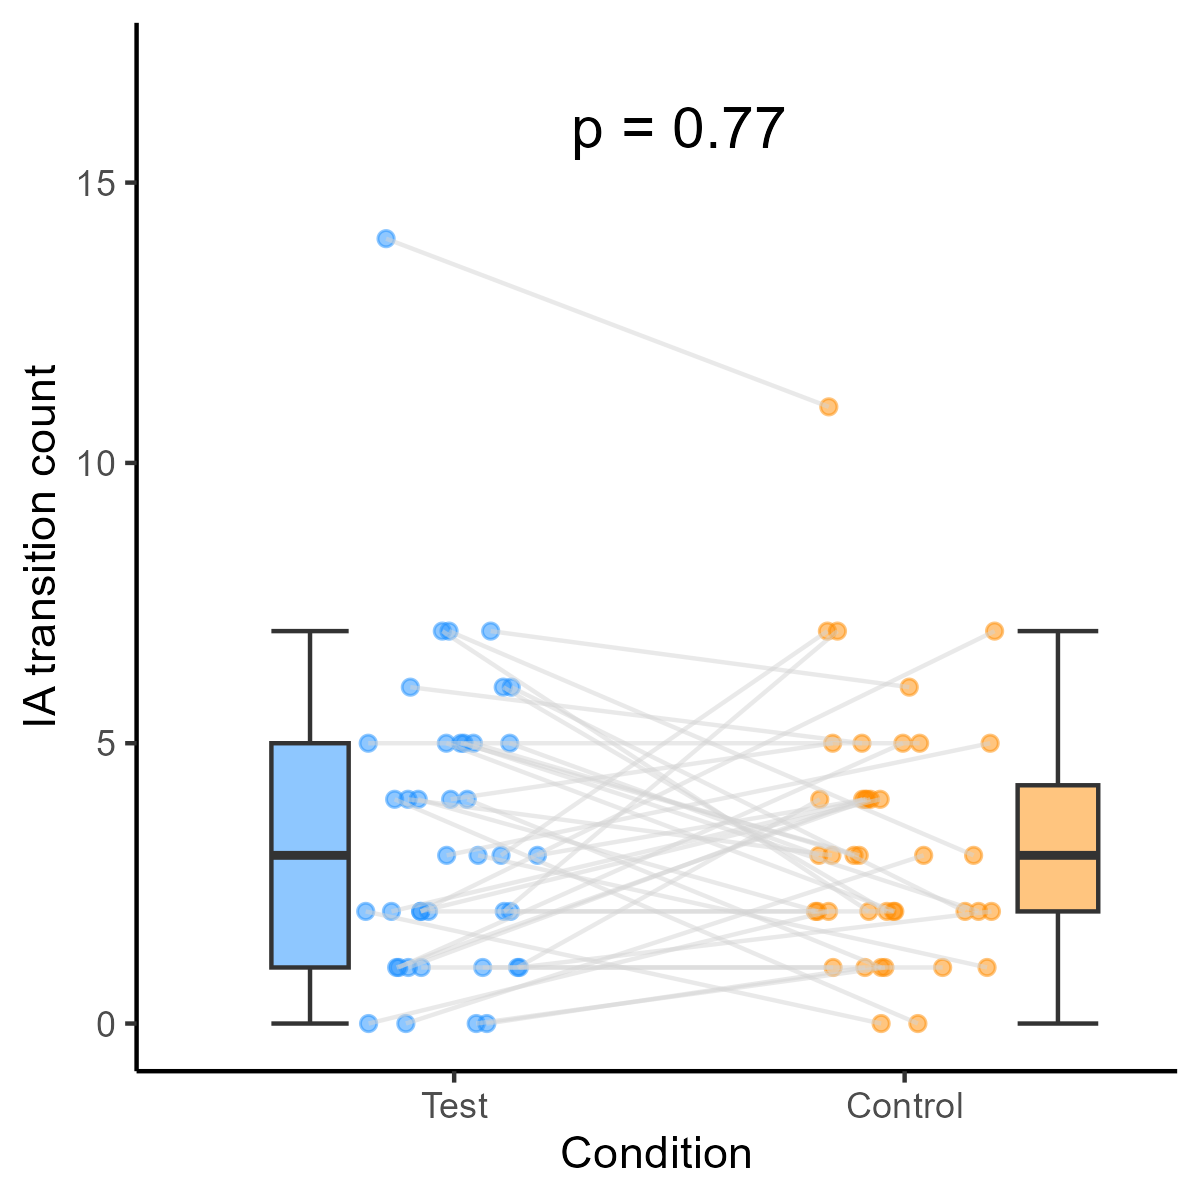 p = 0.77
IA transition count
15
10
5
0
Test
Control
Condition